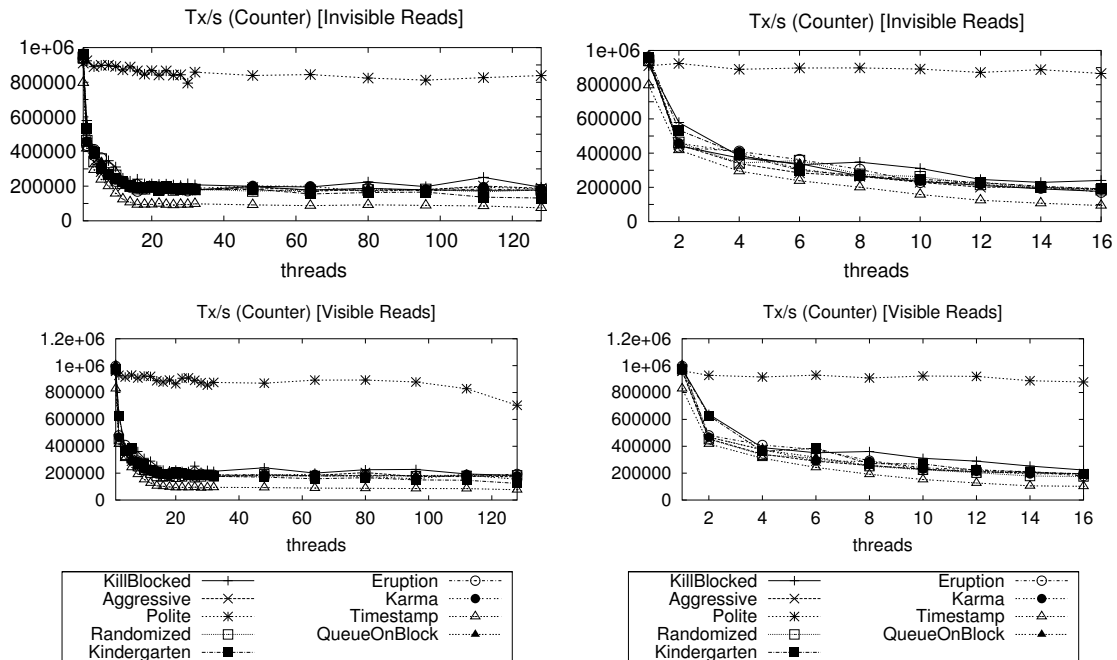 Tx/s (Counter) [Invisible Reads]
1e+06
800000
600000
400000
200000
0
20 40 60 80 100 120
threads
Tx/s (Counter) [Invisible Reads]
1e+06
800000
600000
400000
200000
0
2 4 6 8 10 12 14 16
threads
Tx/s (Counter) [Visible Reads]
1.2e+06
1e+06
800000
600000
400000
200000
0
20 40 60 80 100 120
threads
Tx/s (Counter) [Visible Reads]
1.2e+06
1e+06
800000
600000
400000
200000
0
2 4 6 8 10 12 14 16
threads
KillBlocked
Aggressive
Polite
Randomized
Kindergarten
Eruption
Karma
Timestamp
QueueOnBlock
KillBlocked
Aggressive
Polite
Randomized
Kindergarten
Eruption
Karma
Timestamp
QueueOnBlock